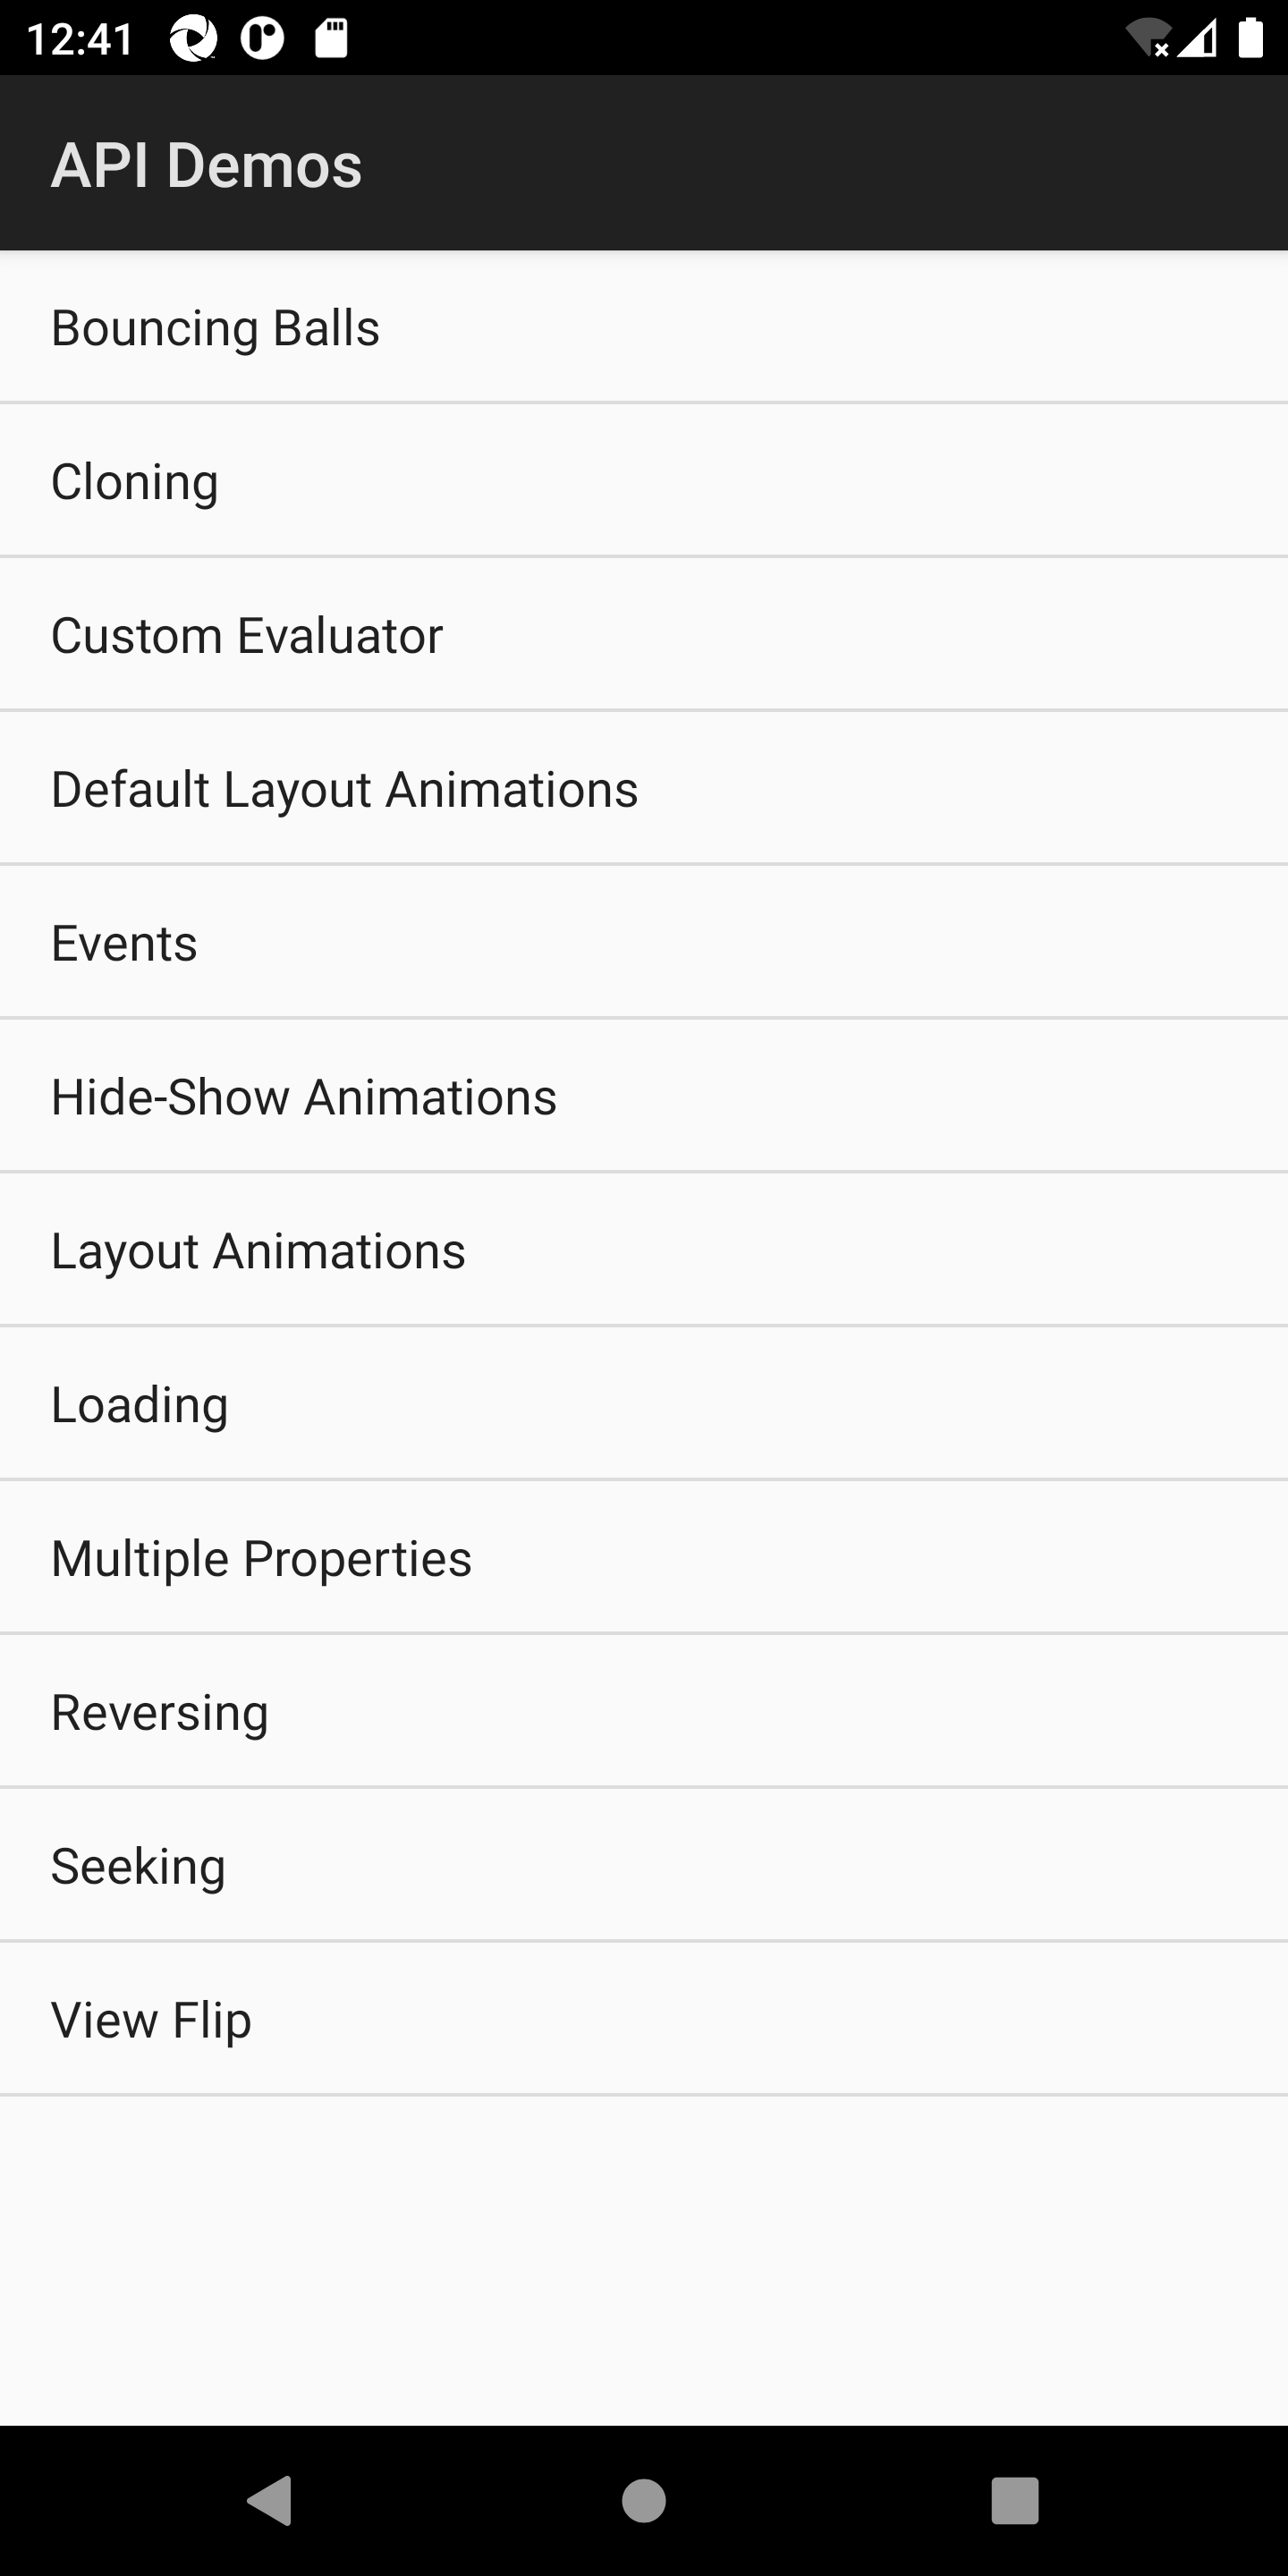 12:41
API Demos
Bouncing Balls
Cloning
Custom Evaluator
Default Layout Animations
Events
Hide-Show Animations
Layout Animations
Loading
Multiple Properties
Reversing
Seeking
View Flip